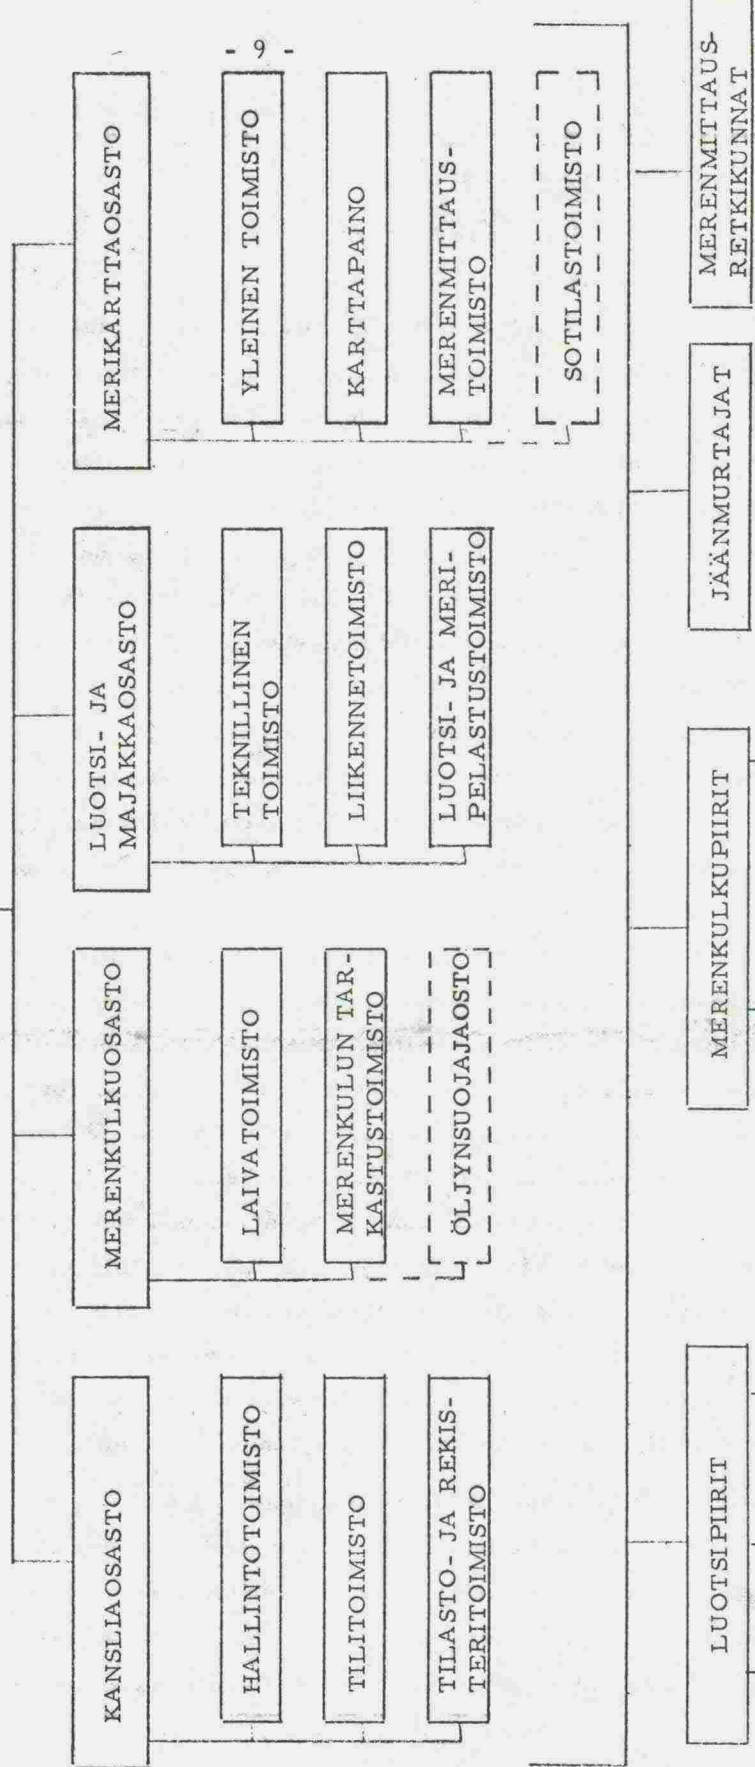 - 9 -
KANSLIAOSASTO
HALLINTOTOIMISTO
TILITOIMISTO
TILASTO- JA REKIS-
TERITOIMISTO
MERENKULKUOSASTO
LAIVATOIMISTO
MERENKULUN TAR-
KASTUSTOIMISTO
ÖLJYNSUOJAJAOSTO
LUOTSI- JA
MAJAKKAOSASTO
TEKNILLINEN
TOIMISTO
LIIKENNETOIMISTO
LUOTSI- JA MERI-
PELASTUSTOIMISTO
MERIKARTTAOSASTO
YLEINEN TOIMISTO
KARTTAPAINO
MERENMITTAUS-
TOIMISTO
SOTILASTOIMISTO
LUOTSIPIIRIT
MERENKULKUPIIRIT
JÄÄNMURTAJAT
MERENMITTAUS-
RETKIKUNNAT